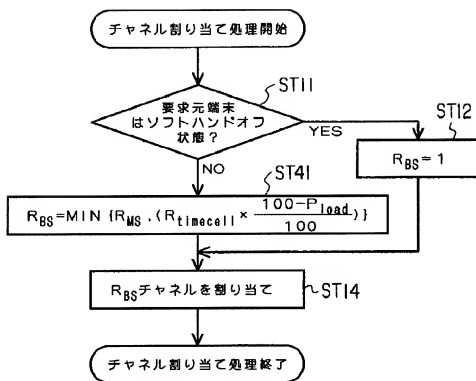 チャネル割り当て処理開始
ST11
要求元端末
はソフトハンドオフ
状態?
YES
ST12
R_BS=1
NO
ST41
R_BS=MIN {R_MS, (R_timecell × (100-P_load)/100)}
R_BSチャネルを割り当て
ST14
チャネル割り当て処理終了